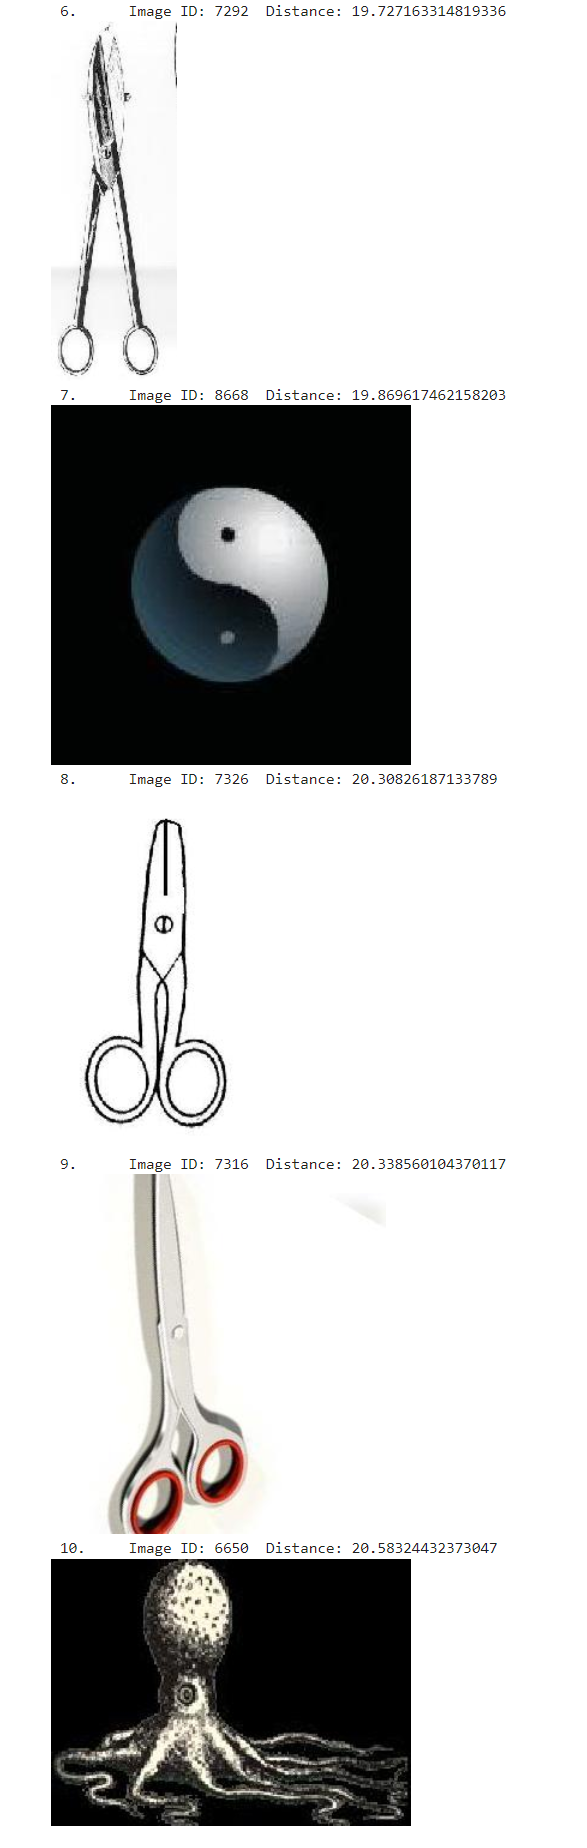 6. Image ID: 7292 Distance: 19.727163314819336
7. Image ID: 8668 Distance: 19.869617462158203
8. Image ID: 7326 Distance: 20.30826187133789
9. Image ID: 7316 Distance: 20.338560104370117
10. Image ID: 6650 Distance: 20.58324432373047